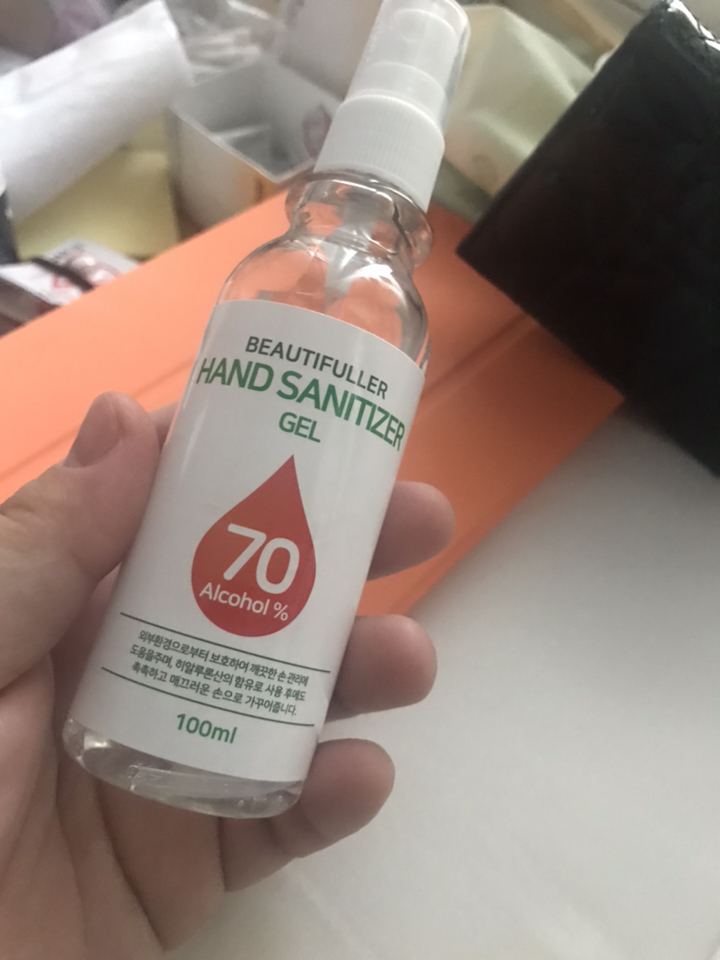 BEAUTIFULLER
HAND SANITIZER
GEL
70
Alcohol %
외부환경으로부터 보호하여 깨끗한 손 관리에
도움을주며, 히알루론산의 함유로 사용 후에도
촉촉하고 매끄러운 손으로 가꾸어줍니다.
100ml